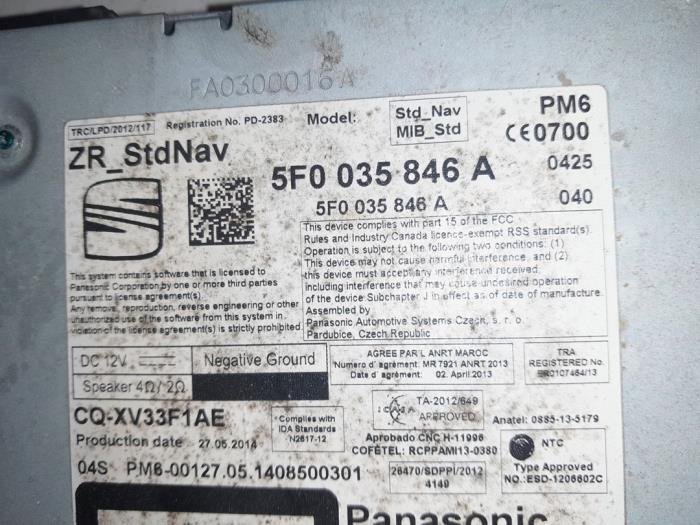 FA0300016A
TRC/LPD/2012/117
Registration No. PD-2383
Model:
Std_Nav
MIB_Std
PM6
CE0700
ZR_StdNav
5F0 035 846 A
0425
5F0 035 846 A
040
This device complies with part 15 of the FCC
Rules and Industry Canada licence-exempt RSS standard(s).
Operation is subject to the following two conditions: (1)
This device may not cause harmful interference, and (2)
this device must accept any interference received,
including interference that may cause undesired operation
of the device.Subchapter J in effect as of date of manufacture.
Assembled by
Panasonic Automotive Systems Czech, s. r. o.
Pardubice, Czech Republic
This system contains software that is licensed to
Panasonic Corporation by one or more third parties
pursuant to license agreement(s).
Any remove, reproduction, reverse engineering or other
unauthorized use of the software from this system in
violation of the license agreement(s) is strictly prohibited.
DC 12V
Negative Ground
Speaker 4Ω/ 2Ω
AGREE PAR L ANRT MAROC
Numero d' agrément: MR 7921 ANRT 2013
Date d' agrément: 02. April.2013
TRA
REGISTERED No.
ER0107464/13
CQ-XV33F1AE
Production date 27.05.2014
Complies with
IDA Standards
N2617-12
TA-2012/649
ICASA
APPROVED
Anatel: 0885-13-5179
Aprobado CNC H-11996
COFETEL: RCPPAMI13-0380
NTC
Type Approved
NO.:ESD-1206602C
04S PM6-00127.05.1408500301
26470/SDPPI/2012
4149
Panasonic